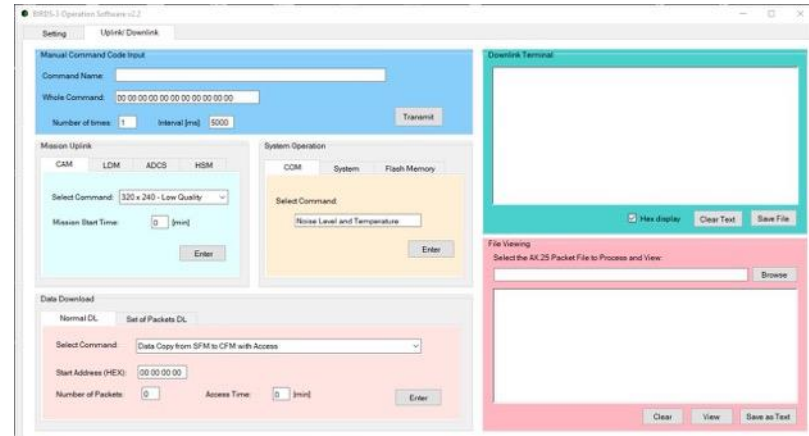 BIRDS-3 Operation Software v2.2
Setting
Uplink/ Downlink
Manual Command Code Input
Command Name:
Whole Command: 00 00 00 00 00 00 00 00 00 00 00
Number of times: 1 Interval [ms] 5000
Transmit
Mission Uplink
CAM LDM ADCS HSM
Select Command: 320 x 240 - Low Quality
Mission Start Time: 0 [min]
Enter
System Operation
COM System Flash Memory
Select Command:
Noise Level and Temperature
Enter
Data Download
Normal DL Set of Packets DL
Select Command Data Copy from SFM to CFM with Access
Start Address (HEX): 00 00 00 00
Number of Packets 0 Access Time: 0 [min]
Enter
Downlink Terminal
Hex display Clear Text Save File
File Viewing
Select the AX.25 Packet File to Process and View:
Browse
Clear View Save as Text